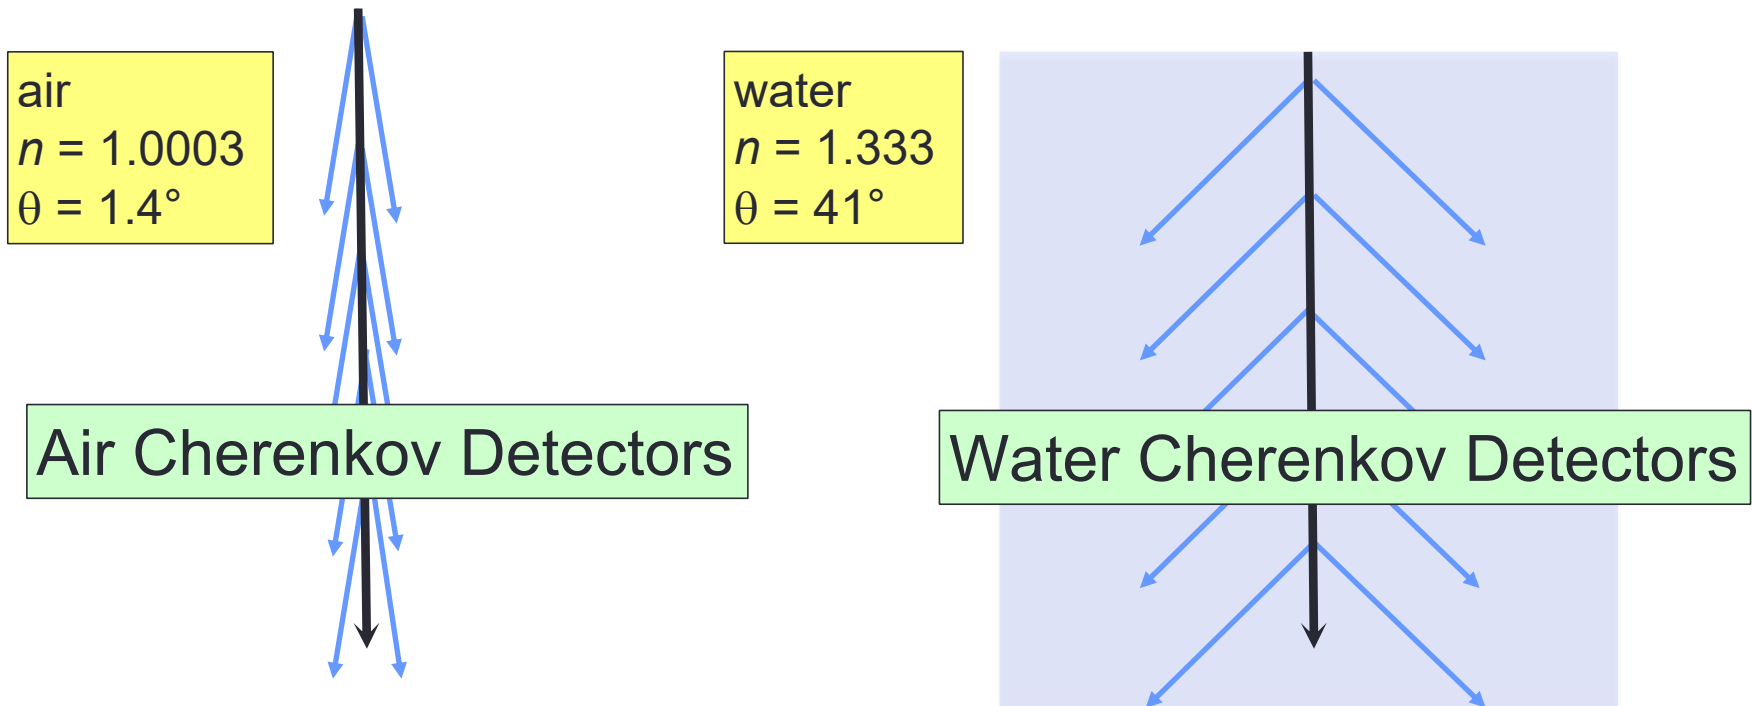 air
n = 1.0003
θ = 1.4°
water
n = 1.333
θ = 41°
Air Cherenkov Detectors
Water Cherenkov Detectors